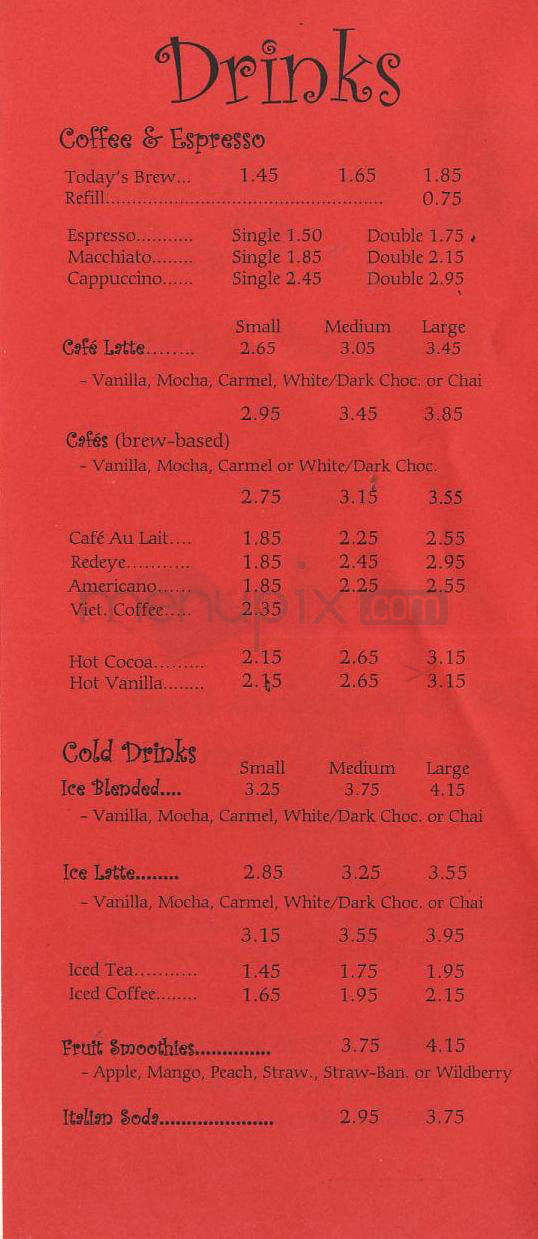 Drinks
Coffee & Espresso
Today's Brew... 1.45 1.65 1.85
Refill.................................................... 0.75
Espresso........... Single 1.50 Double 1.75
Macchiato........ Single 1.85 Double 2.15
Cappuccino...... Single 2.45 Double 2.95
Small Medium Large
Café Latte........ 2.65 3.05 3.45
- Vanilla, Mocha, Carmel, White/Dark Choc. or Chai
2.95 3.45 3.85
Cafés (brew-based)
- Vanilla, Mocha, Carmel or White/Dark Choc.
2.75 3.15 3.55
Café Au Lait.... 1.85 2.25 2.55
Redeye........... 1.85 2.45 2.95
Americano...... 1.85 2.25 2.55
menupix.com
Viet. Coffee..... 2.35
Hot Cocoa......... 2.15 2.65 3.15
Hot Vanilla........ 2.15 2.65 3.15
Cold Drinks
Small Medium Large
Ice Blended.... 3.25 3.75 4.15
- Vanilla, Mocha, Carmel, White/Dark Choc. or Chai
Ice Latte........ 2.85 3.25 3.55
- Vanilla, Mocha, Carmel, White/Dark Choc. or Chai
3.15 3.55 3.95
Iced Tea........... 1.45 1.75 1.95
Iced Coffee........ 1.65 1.95 2.15
Fruit Smoothies.............. 3.75 4.15
- Apple, Mango, Peach, Straw., Straw-Ban. or Wildberry
Italian Soda..................... 2.95 3.75